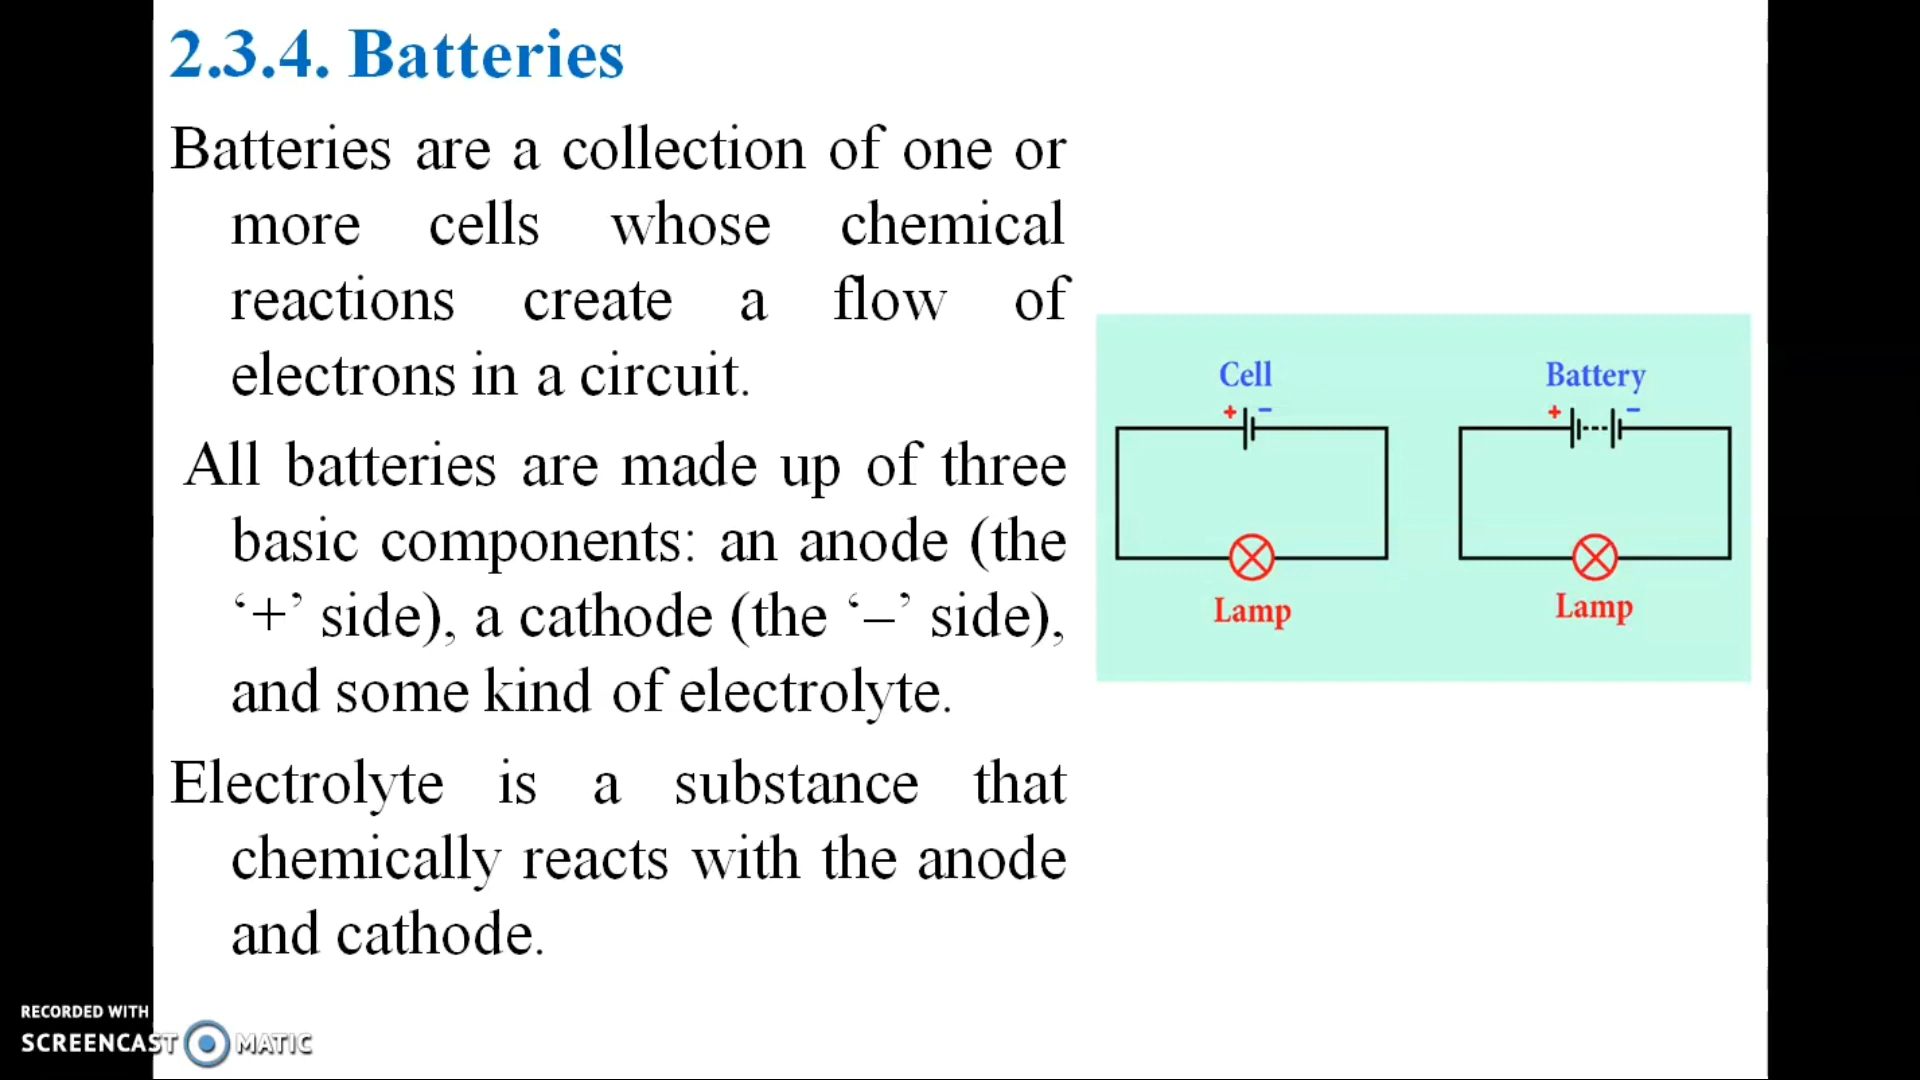 2.3.4. Batteries
Batteries are a collection of one or
more cells whose chemical
reactions create a flow of
electrons in a circuit.
All batteries are made up of three
basic components: an anode (the
‘+’ side), a cathode (the ‘–’ side),
and some kind of electrolyte.
Electrolyte is a substance that
chemically reacts with the anode
and cathode.
Cell
+ –
Lamp
Battery
+ –
Lamp
RECORDED WITH
SCREENCAST MATIC